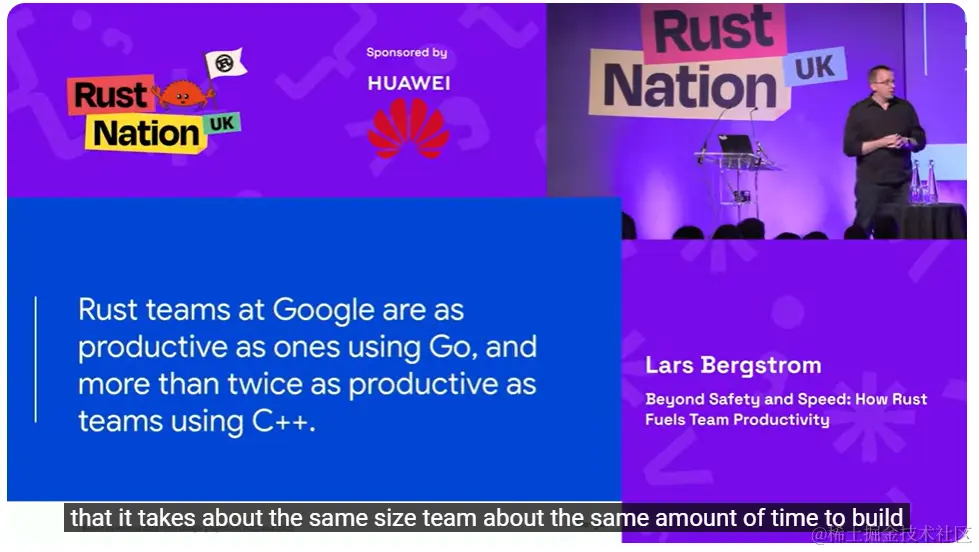 Rust
Nation
UK
Sponsored by
HUAWEI
Rust
Nation
UK
Rust teams at Google are as
productive as ones using Go, and
more than twice as productive as
teams using C++.
Lars Bergstrom
Beyond Safety and Speed: How Rust
Fuels Team Productivity
that it takes about the same size team about the same amount of time to build
@稀土掘金技术社区